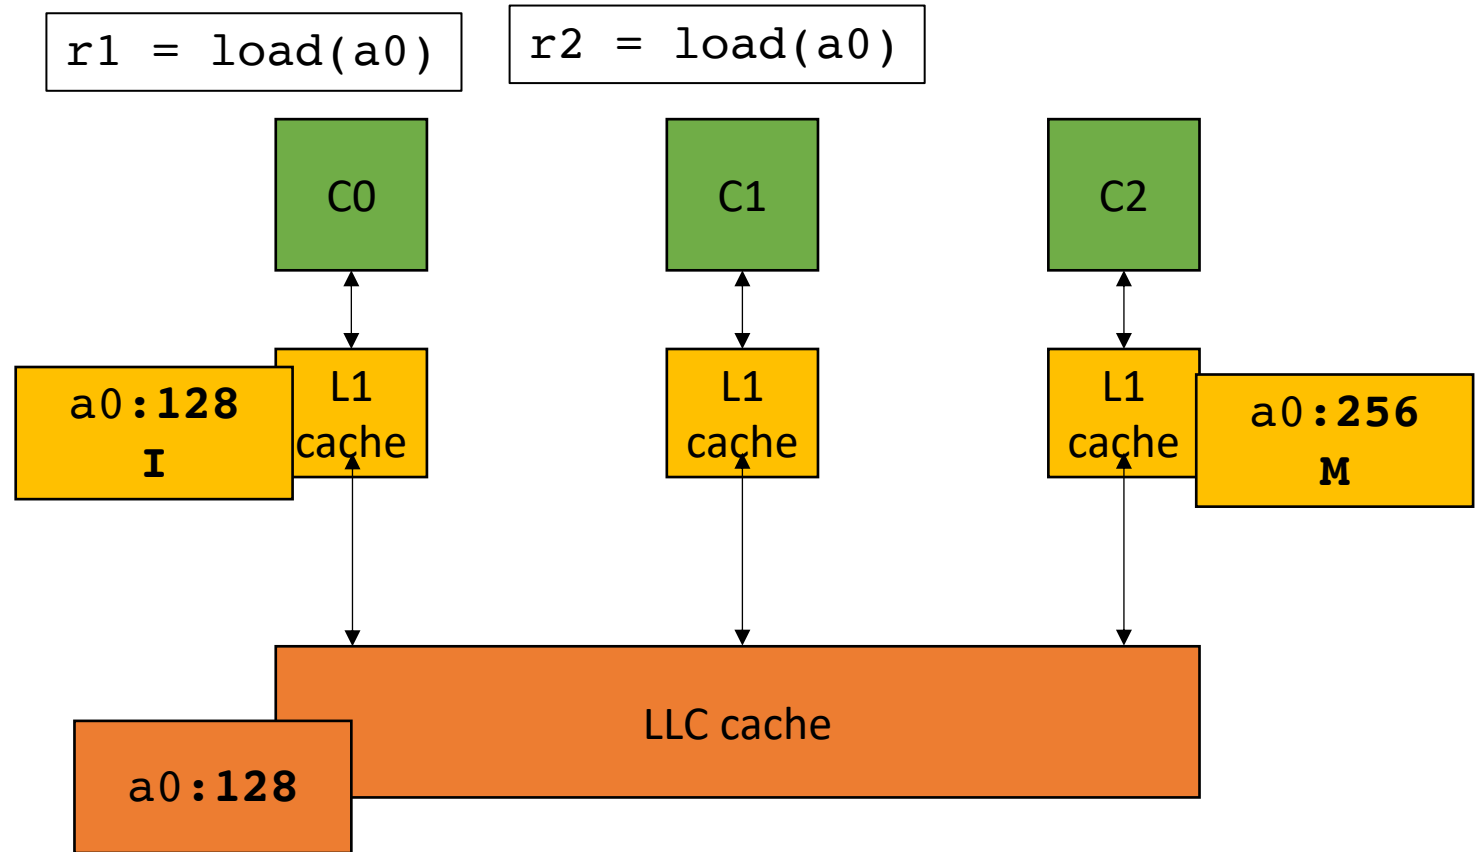 r1 = load(a0)
r2 = load(a0)
C0
C1
C2
a0:128
I
L1
cache
L1
cache
L1
cache
a0:256
M
LLC cache
a0:128